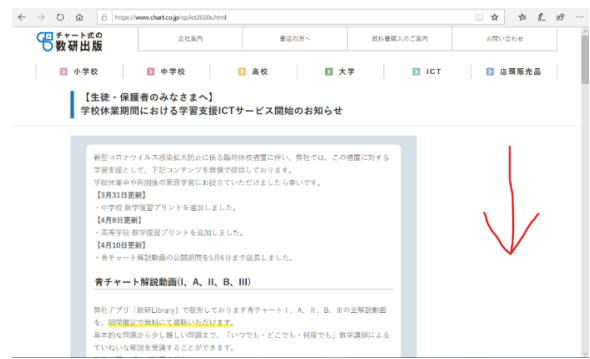 https://www.chart.co.jp/sp/ict2020s.html
チャート式の
数研出版
会社案内
書店の方へ
教科書購入のご案内
お問い合わせ
小学校
中学校
高校
大学
ICT
店頭販売品
【生徒・保護者のみなさまへ】
学校休業期間における学習支援ICTサービス開始のお知らせ
新型コロナウイルス感染拡大防止に係る臨時休校措置に伴い、弊社では、この措置に対する
学習支援として、下記コンテンツを無償で提供しております。
学校休業中や再開後の家庭学習にお役立ていただけましたら幸いです。
【3月31日更新】
・中学校 数学復習プリントを追加しました。
【4月8日更新】
・高等学校 数学復習プリントを追加しました。
【4月10日更新】
・青チャート解説動画の公開期間を5月6日まで延長しました。
青チャート解説動画(I、A、II、B、III)
弊社アプリ「数研Library」で販売しております青チャート I 、A、II、B、IIIの全解説動画
を、期間限定で無料にて視聴いただけます。
基本的な問題から少し難しい問題まで、「いつでも・どこでも・何度でも」数学講師による
ていねいな解説を受講することができます。